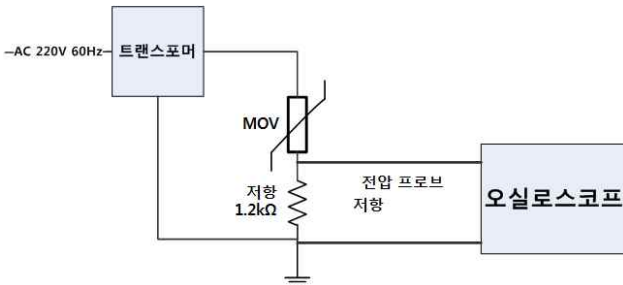 AC 220V 60Hz
트랜스포머
MOV
저항
1.2kΩ
전압 프로브
저항
오실로스코프